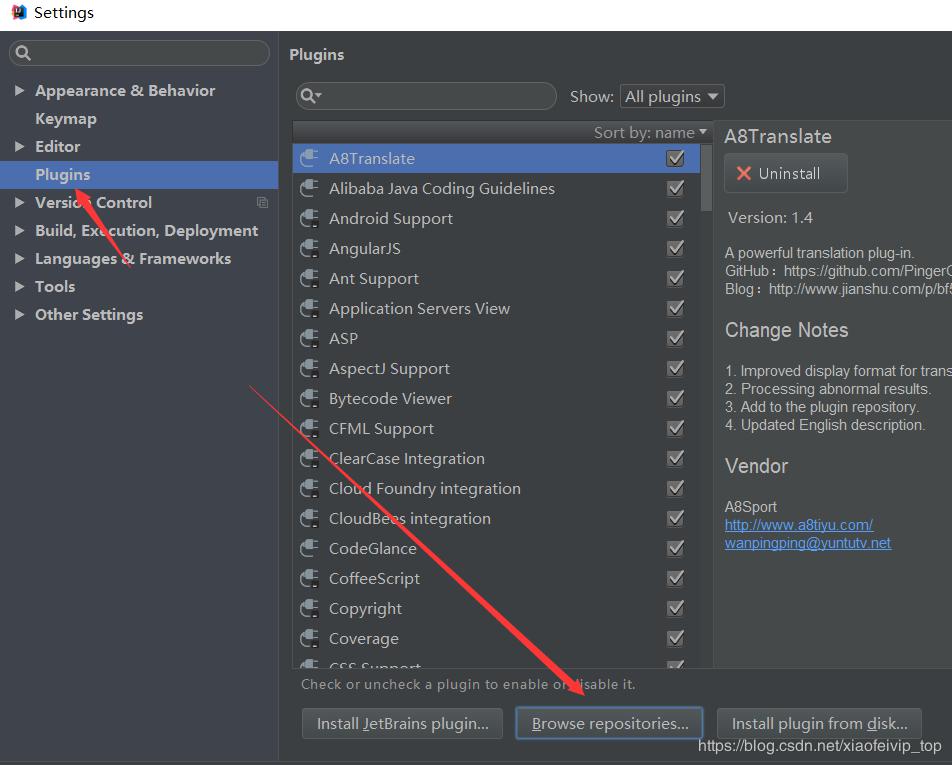 Settings
Appearance & Behavior
Keymap
Editor
Plugins
Version Control
Build, Execution, Deployment
Languages & Frameworks
Tools
Other Settings
Plugins
Show: All plugins
Sort by: name
A8Translate
Alibaba Java Coding Guidelines
Android Support
AngularJS
Ant Support
Application Servers View
ASP
AspectJ Support
Bytecode Viewer
CFML Support
ClearCase Integration
Cloud Foundry integration
CloudBees integration
CodeGlance
CoffeeScript
Copyright
Coverage
CSS Support
Check or uncheck a plugin to enable or disable it.
Install JetBrains plugin...
Browse repositories...
Install plugin from disk...
A8Translate
Uninstall
Version: 1.4
A powerful translation plug-in.
GitHub：https://github.com/Pinger
Blog：http://www.jianshu.com/p/bf
Change Notes
1. Improved display format for trans
2. Processing abnormal results.
3. Add to the plugin repository.
4. Updated English description.
Vendor
A8Sport
http://www.a8tiyu.com/
wanpingping@yuntutv.net
https://blog.csdn.net/xiaofeivip_top